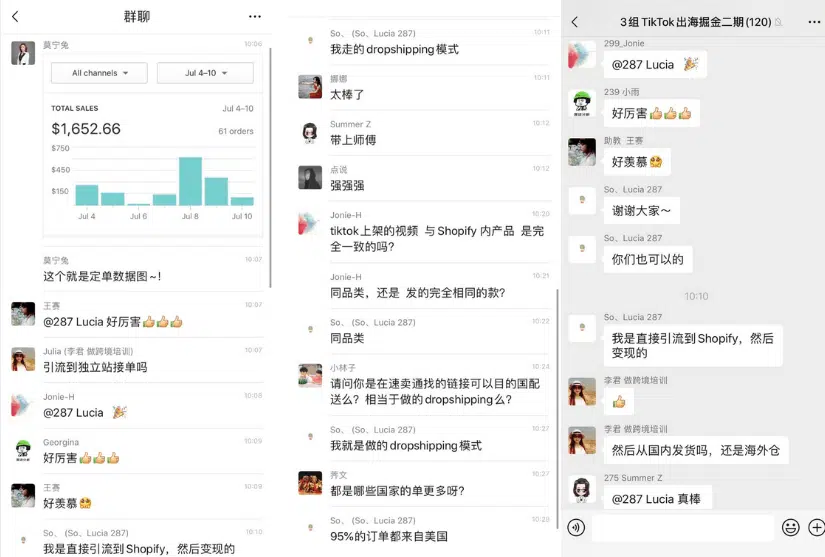 群聊
莫宁兔 10:06
All channels
Jul 4–10
TOTAL SALES Jul 4–10
$1,652.66 61 orders
$750
$450
$150
Jul 4 Jul 6 Jul 8 Jul 10
莫宁兔 10:07
这个就是定单数据图~!
王赛 10:07
@287 Lucia 好厉害👍👍👍
Julia (李君 做跨境培训) 10:07
引流到独立站接单吗
Jonie-H 10:08
@287 Lucia 🎉
Georgina 10:09
好厉害👍👍👍
王赛 10:09
好羡慕
So、 (So、Lucia 287) 10:10
我是直接引流到Shopify，然后变现的
So、 (So、Lucia 287) 10:11
我走的dropshipping模式
娜娜 10:11
太棒了
Summer Z 10:12
带上师傅
点说 10:12
强强强
Jonie-H 10:20
tiktok上架的视频 与Shopify 内产品 是完
全一致的吗?
Jonie-H 10:21
同品类，还是 发的完全相同的款?
So、 (So、Lucia 287) 10:22
同品类
小林子 10:24
请问你是在速卖通找的链接可以目的国配
送么？相当于做的dropshipping么?
So、 (So、Lucia 287) 10:27
我就是做的dropshipping模式
秀文 10:27
都是哪些国家的单更多呀?
So、 (So、Lucia 287) 10:28
95%的订单都来自美国
3组TikTok出海掘金二期(120)
299_Jonie
@287 Lucia 🎉
239 小雨
好厉害👍👍👍
助教 王赛
好羡慕
So、Lucia 287
谢谢大家~
So、Lucia 287
你们也可以的
10:10
So、Lucia 287
我是直接引流到Shopify，然后
变现的
李君 做跨境培训
👍
李君 做跨境培训
然后从国内发货吗，还是海外仓
275 Summer Z
@287 Lucia 真棒